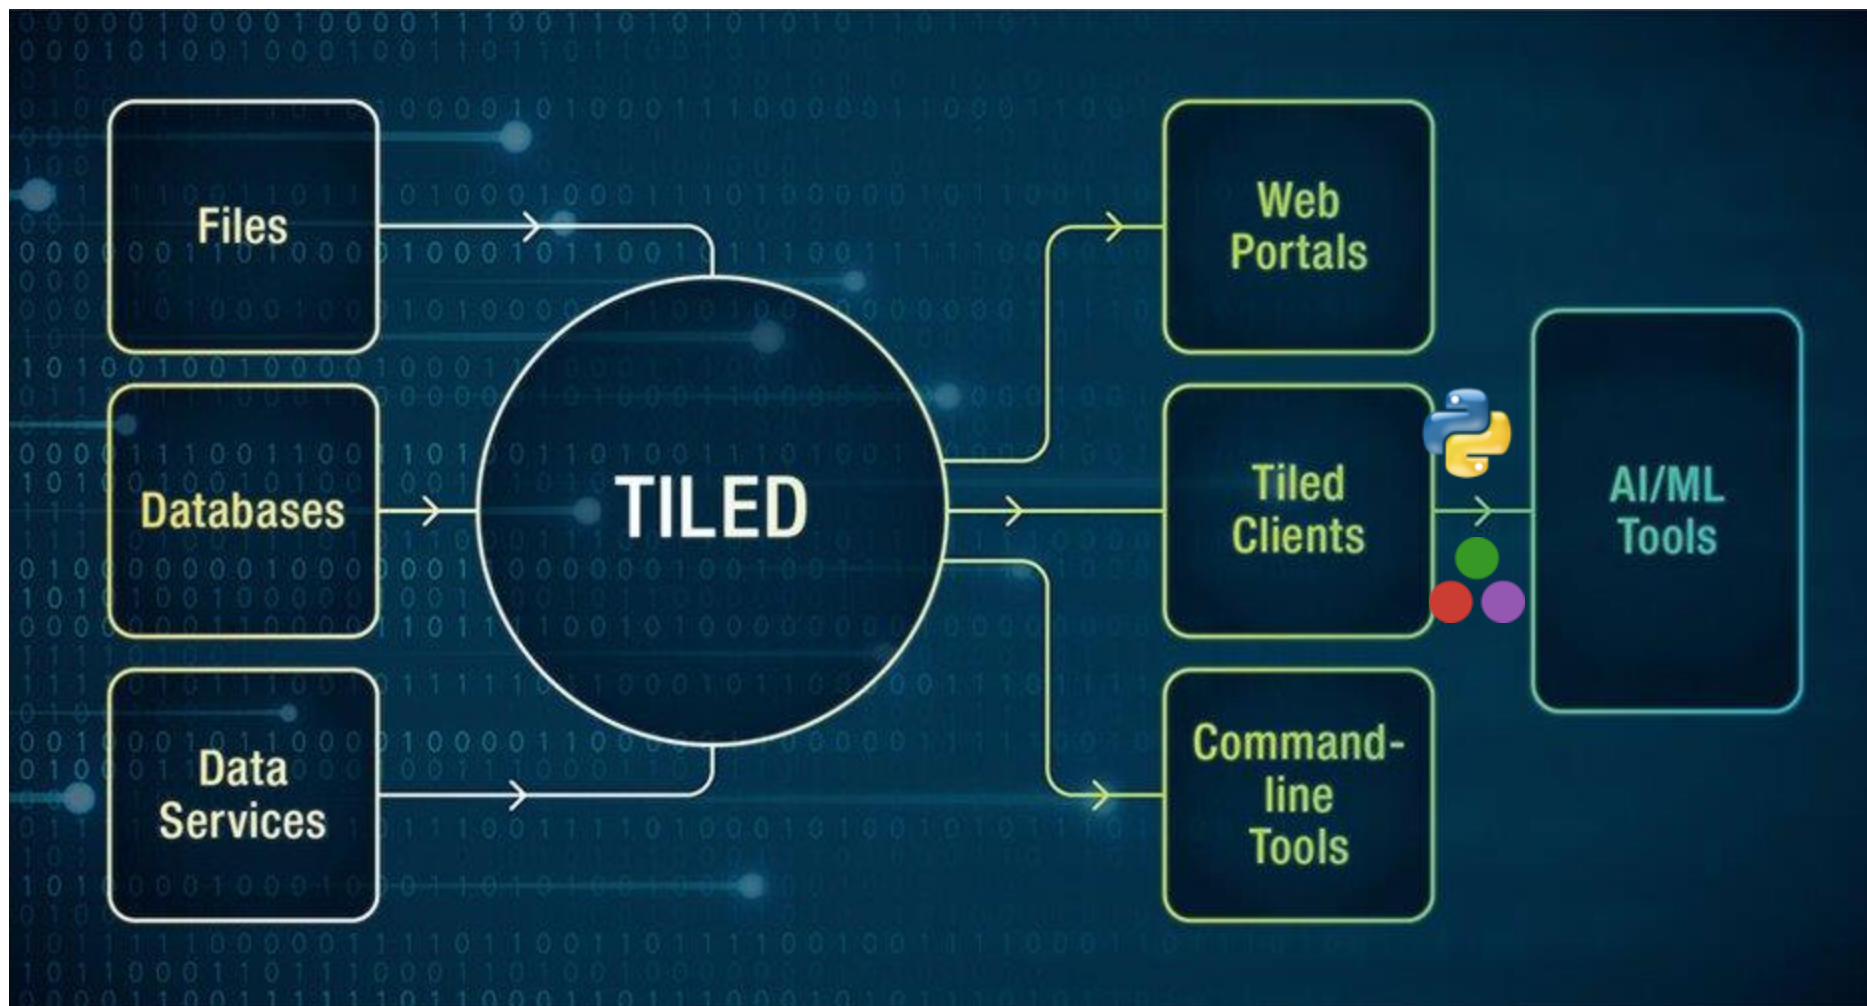 Files
Databases
Data
Services
TILED
Web
Portals
Tiled
Clients
Command-
line
Tools
AI/ML
Tools